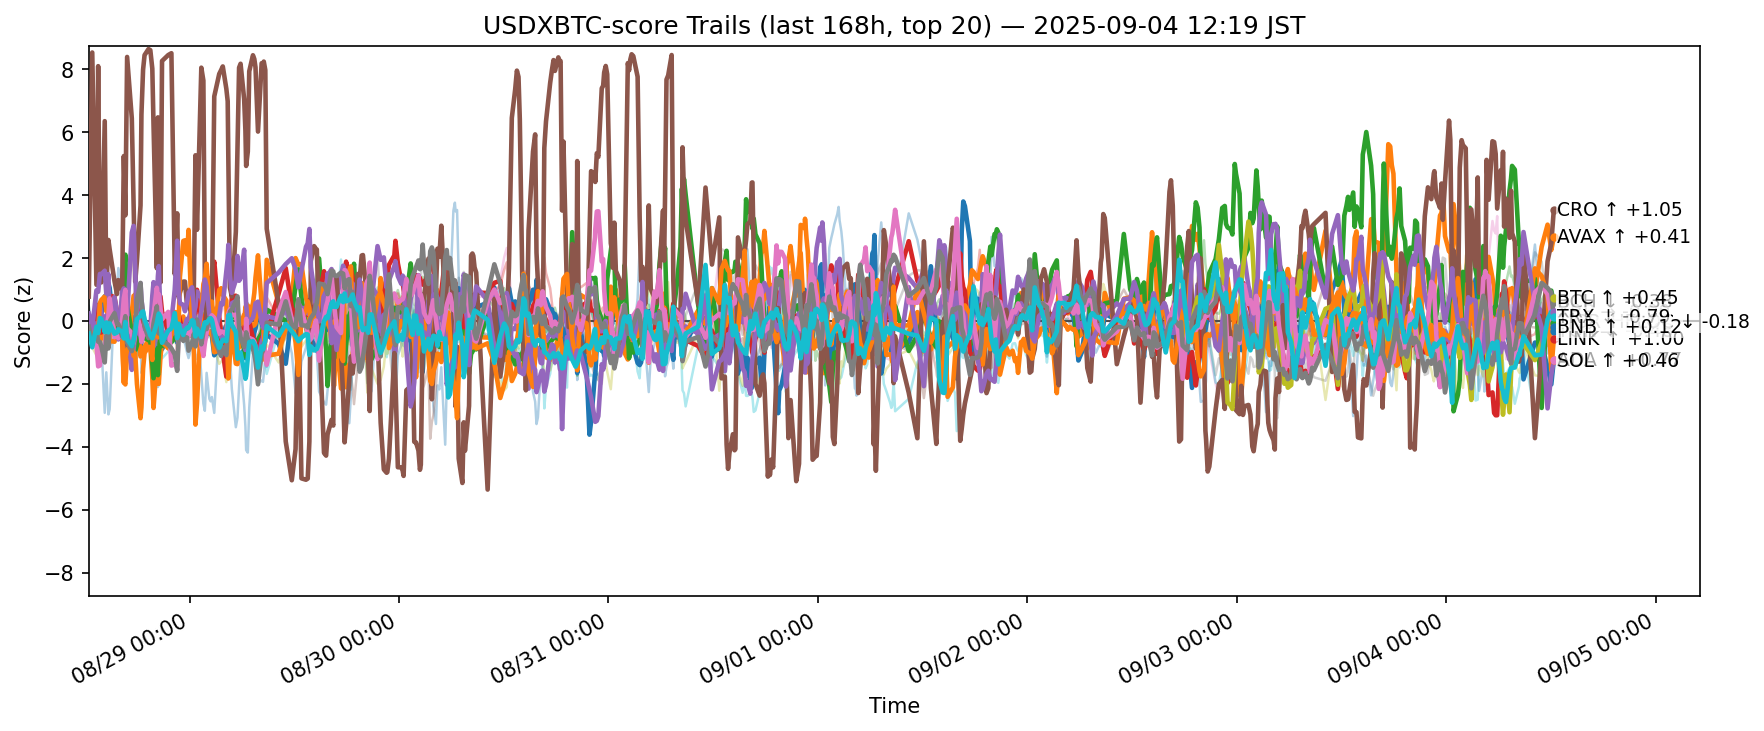 USDXBTC-score Trails (last 168h, top 20) — 2025-09-04 12:19 JST
Score (z)
8
6
4
2
0
−2
−4
−6
−8
CRO ↑ +1.05
AVAX ↑ +0.41
BTC ↑ +0.45
BNB ↑ +0.12
↓ -0.18
LINK ↑ +1.00
SOL ↑ +0.46
08/29 00:00
08/30 00:00
08/31 00:00
09/01 00:00
09/02 00:00
09/03 00:00
09/04 00:00
09/05 00:00
Time